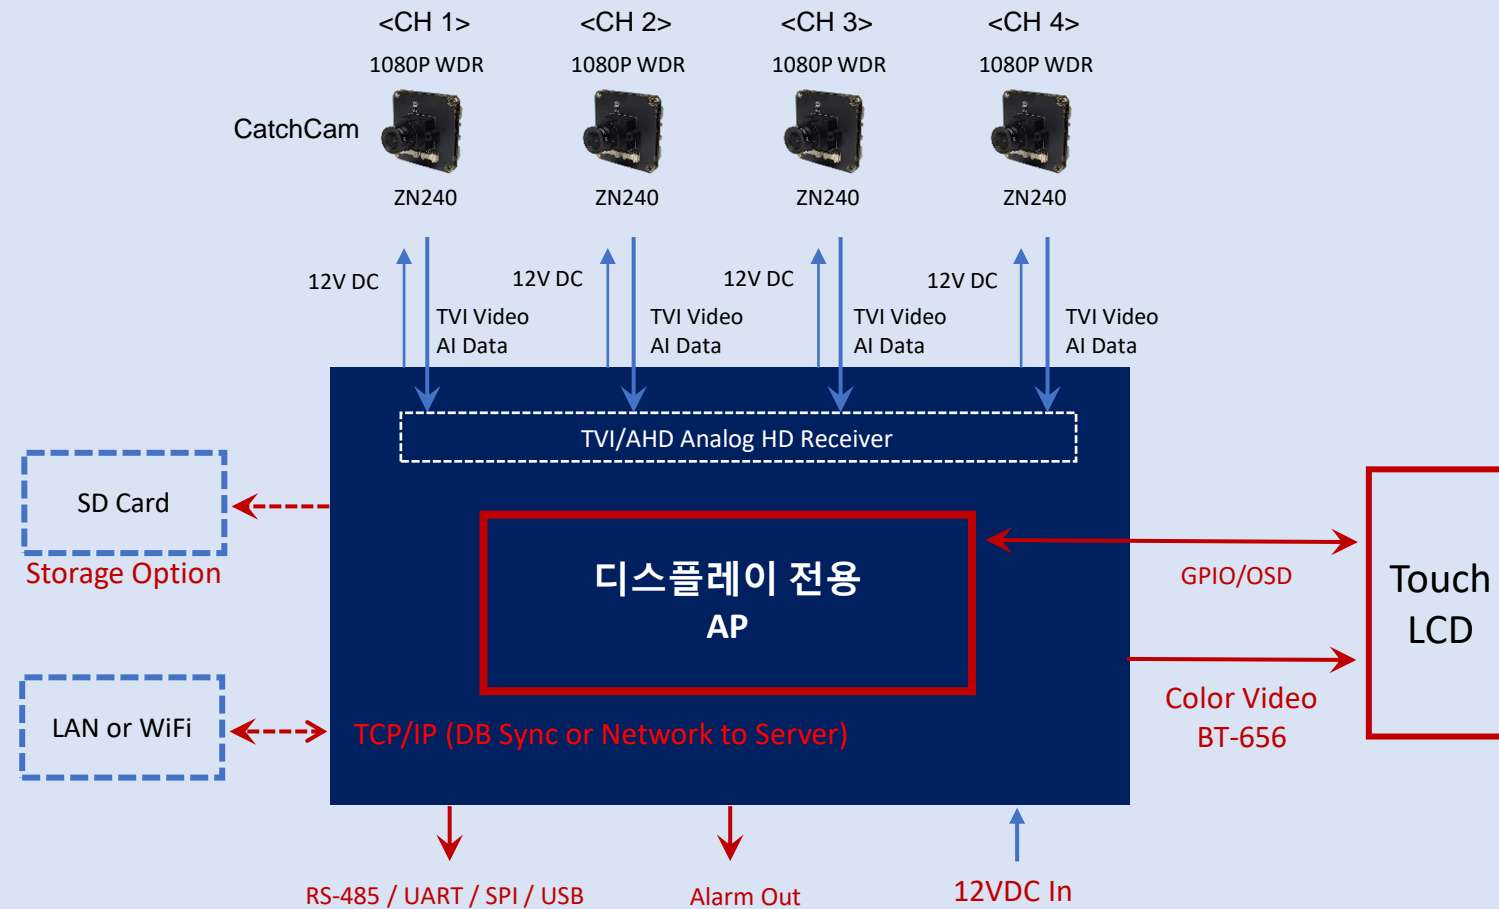 <CH 1>
<CH 2>
<CH 3>
<CH 4>
1080P WDR
1080P WDR
1080P WDR
1080P WDR
CatchCam
ZN240
ZN240
ZN240
ZN240
12V DC
12V DC
12V DC
12V DC
TVI Video
AI Data
TVI Video
AI Data
TVI Video
AI Data
TVI Video
AI Data
TVI/AHD Analog HD Receiver
SD Card
Storage Option
디스플레이 전용
AP
GPIO/OSD
Touch
LCD
Color Video
BT-656
LAN or WiFi
TCP/IP (DB Sync or Network to Server)
RS-485 / UART / SPI / USB
Alarm Out
12VDC In